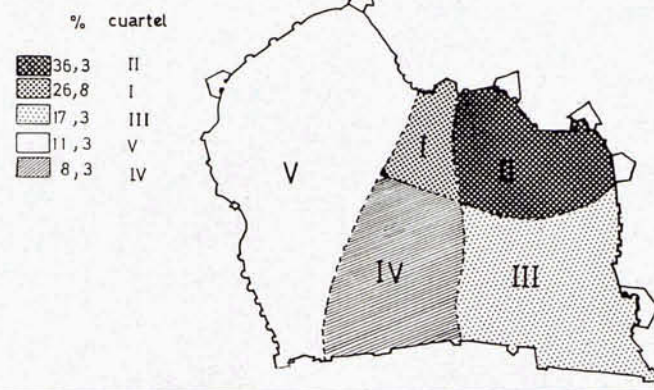 % cuartel
36,3 II
26,8 I
17,3 III
11,3 V
8,3 IV
I
II
V
IV
III